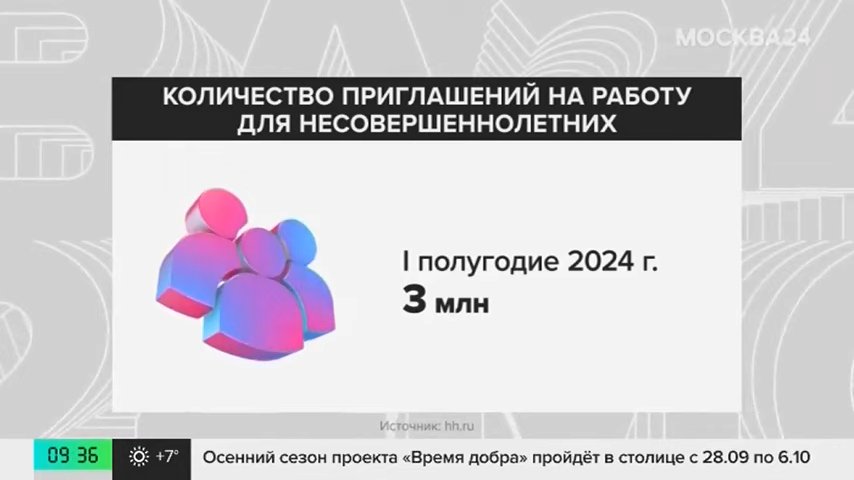 МОСКВА24
КОЛИЧЕСТВО ПРИГЛАШЕНИЙ НА РАБОТУ
ДЛЯ НЕСОВЕРШЕННОЛЕТНИХ
I полугодие 2024 г.
3 млн
Источник: hh.ru
09 36 +7° Осенний сезон проекта «Время добра» пройдёт в столице с 28.09 по 6.10